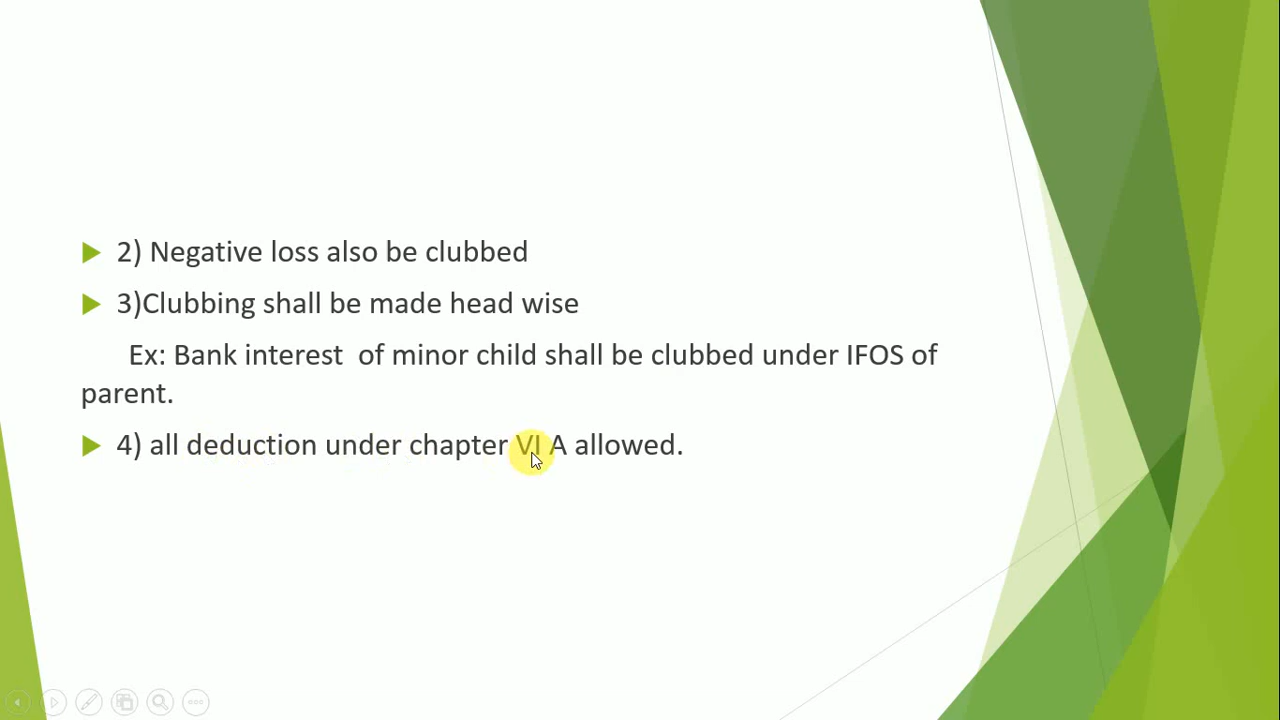 2) Negative loss also be clubbed
3)Clubbing shall be made head wise
Ex: Bank interest of minor child shall be clubbed under IFOS of
parent.
4) all deduction under chapter VI A allowed.